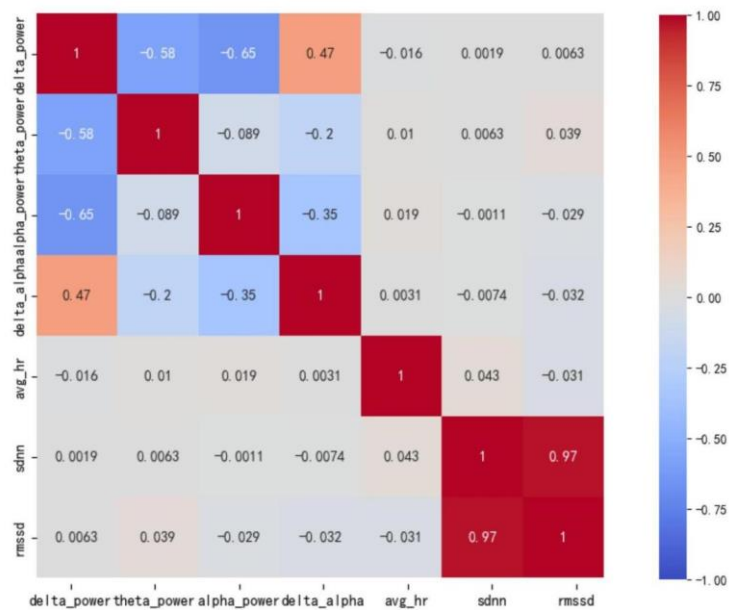 delta_power 1 -0.58 -0.65 0.47 -0.016 0.0019 0.0063
theta_power -0.58 1 -0.089 -0.2 0.01 0.0063 0.039
alpha_power -0.65 -0.089 1 -0.35 0.019 -0.0011 -0.029
delta_alpha 0.47 -0.2 -0.35 1 0.0031 -0.0074 -0.032
avg_hr -0.016 0.01 0.019 0.0031 1 0.043 -0.031
sdnn 0.0019 0.0063 -0.0011 -0.0074 0.043 1 0.97
rmssd 0.0063 0.039 -0.029 -0.032 -0.031 0.97 1
delta_power theta_power alpha_power delta_alpha avg_hr sdnn rmssd
1.00
0.75
0.50
0.25
0.00
-0.25
-0.50
-0.75
-1.00